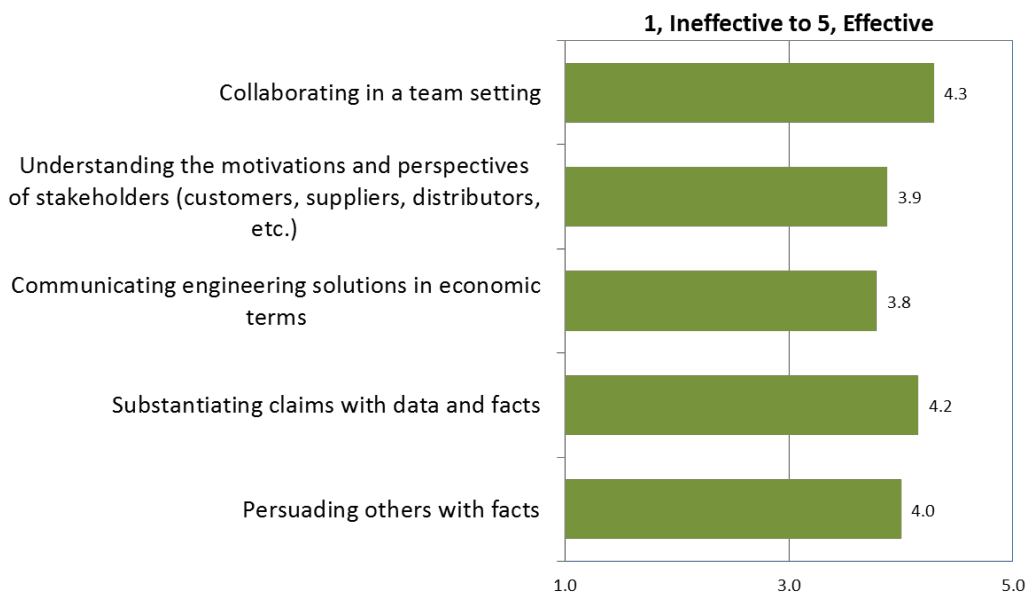 1, Ineffective to 5, Effective
Collaborating in a team setting
4.3
Understanding the motivations and perspectives
of stakeholders (customers, suppliers, distributors,
etc.)
3.9
Communicating engineering solutions in economic
terms
3.8
Substantiating claims with data and facts
4.2
Persuading others with facts
4.0
1.0
3.0
5.0